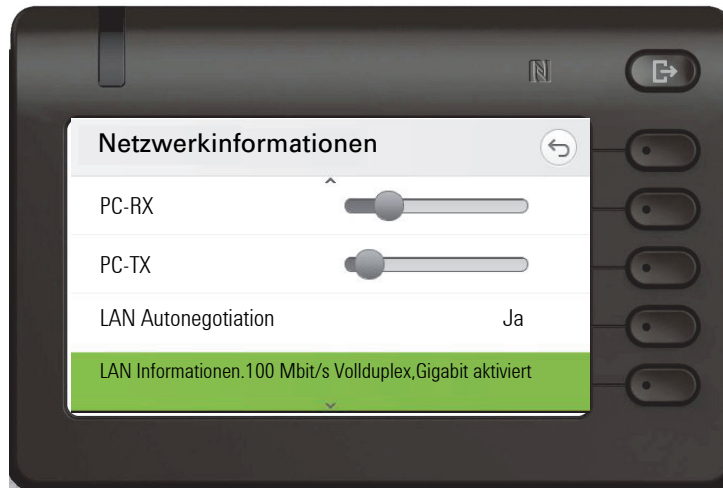 Netzwerkinformationen
PC-RX
PC-TX
LAN Autonegotiation Ja
LAN Informationen.100 Mbit/s Vollduplex,Gigabit aktiviert